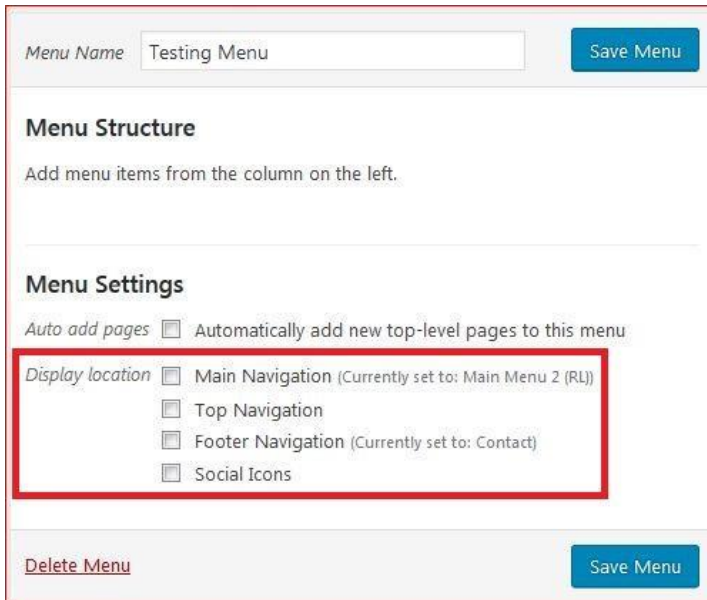 Menu Name Testing Menu Save Menu
Menu Structure
Add menu items from the column on the left.
Menu Settings
Auto add pages Automatically add new top-level pages to this menu
Display location Main Navigation (Currently set to: Main Menu 2 (RL))
Top Navigation
Footer Navigation (Currently set to: Contact)
Social Icons
Delete Menu Save Menu